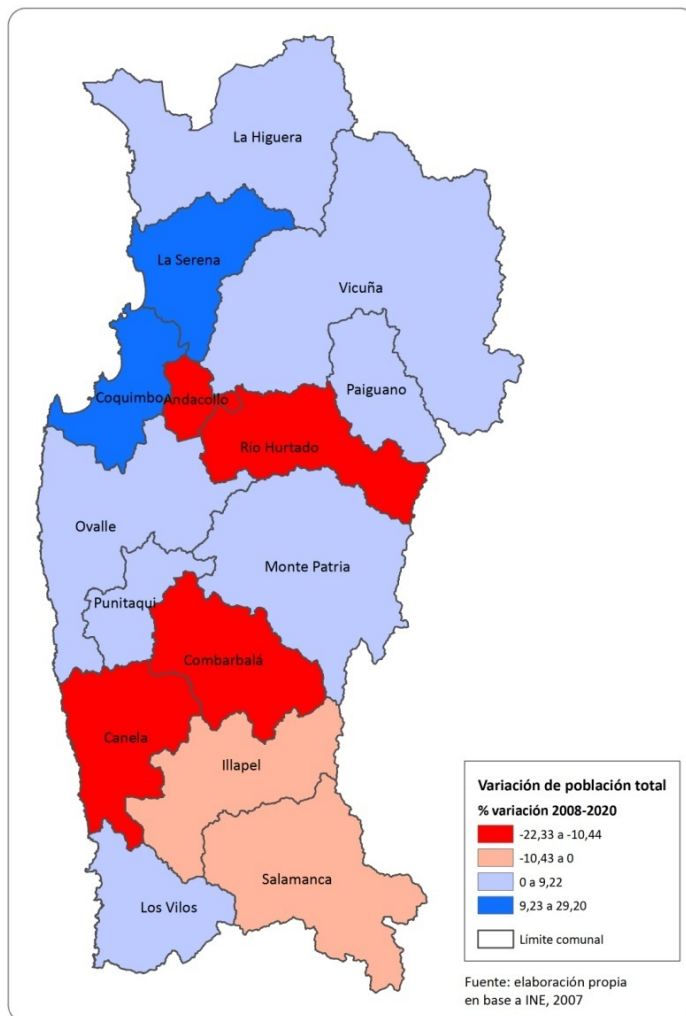 La Higuera
La Serena
Vicuña
Paiguano
Coquimbo
Andacollo
Río Hurtado
Ovalle
Monte Patria
Punitaqui
Combarbalá
Canela
Illapel
Salamanca
Los Vilos
Variación de población total
% variación 2008-2020
-22,33 a -10,44
-10,43 a 0
0 a 9,22
9,23 a 29,20
Límite comunal
Fuente: elaboración propia
en base a INE, 2007